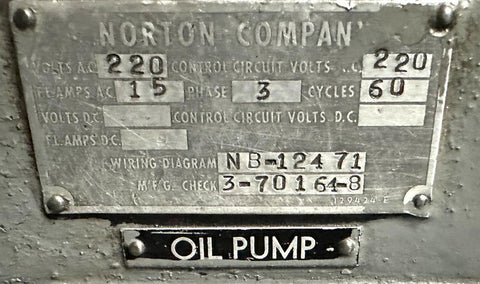 NORTON COMPAN
VOLTS A.C. 220 CONTROL CIRCUIT VOLTS .C. 220
FL. AMPS A.C. 15 PHASE 3 CYCLES 60
VOLTS D.C. CONTROL CIRCUIT VOLTS D.C.
FL. AMPS D.C.
WIRING DIAGRAM NB-12471
M'F'G. CHECK 3-70164-8
129424-E
OIL PUMP